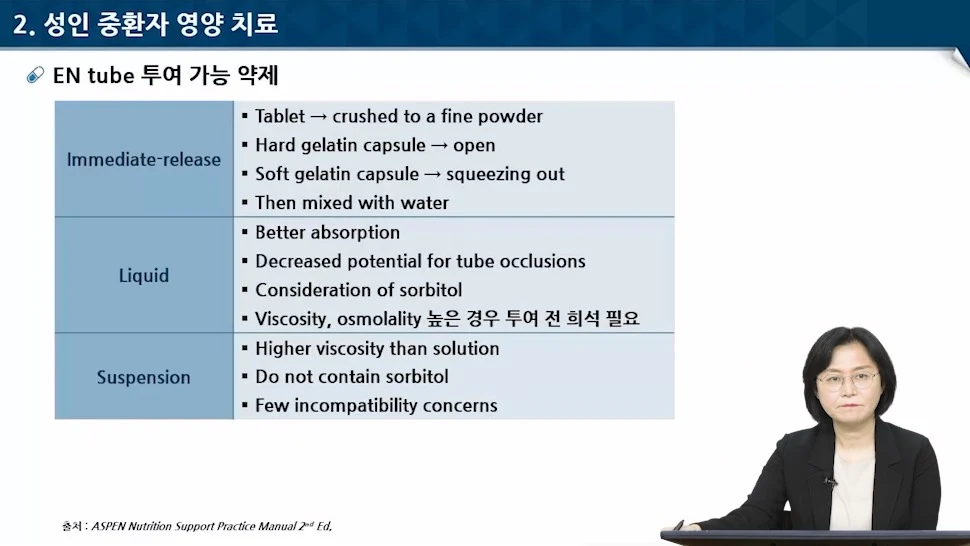 2. 성인 중환자 영양 치료
EN tube 투여 가능 약제
Immediate-release
▪ Tablet → crushed to a fine powder
▪ Hard gelatin capsule → open
▪ Soft gelatin capsule → squeezing out
▪ Then mixed with water
Liquid
▪ Better absorption
▪ Decreased potential for tube occlusions
▪ Consideration of sorbitol
▪ Viscosity, osmolality 높은 경우 투여 전 희석 필요
Suspension
▪ Higher viscosity than solution
▪ Do not contain sorbitol
▪ Few incompatibility concerns
출처 : ASPEN Nutrition Support Practice Manual 2nd Ed.